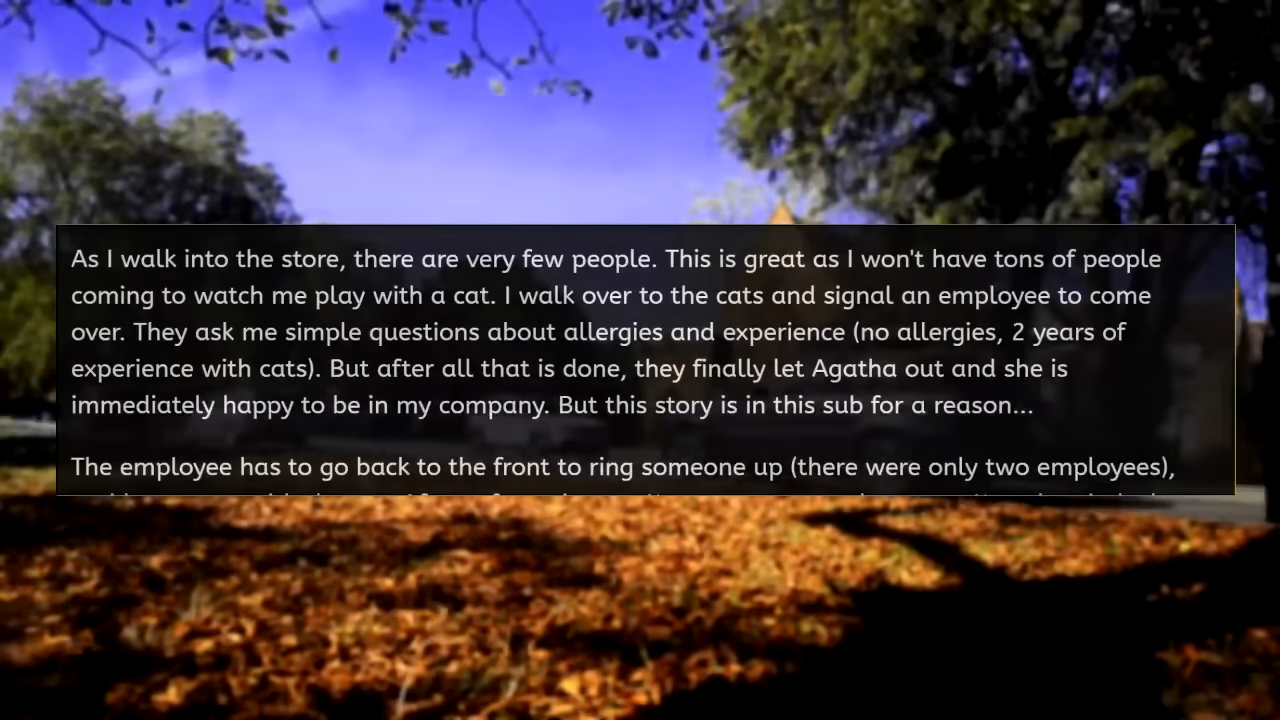 As I walk into the store, there are very few people. This is great as I won't have tons of people
coming to watch me play with a cat. I walk over to the cats and signal an employee to come
over. They ask me simple questions about allergies and experience (no allergies, 2 years of
experience with cats). But after all that is done, they finally let Agatha out and she is
immediately happy to be in my company. But this story is in this sub for a reason...
The employee has to go back to the front to ring someone up (there were only two employees),